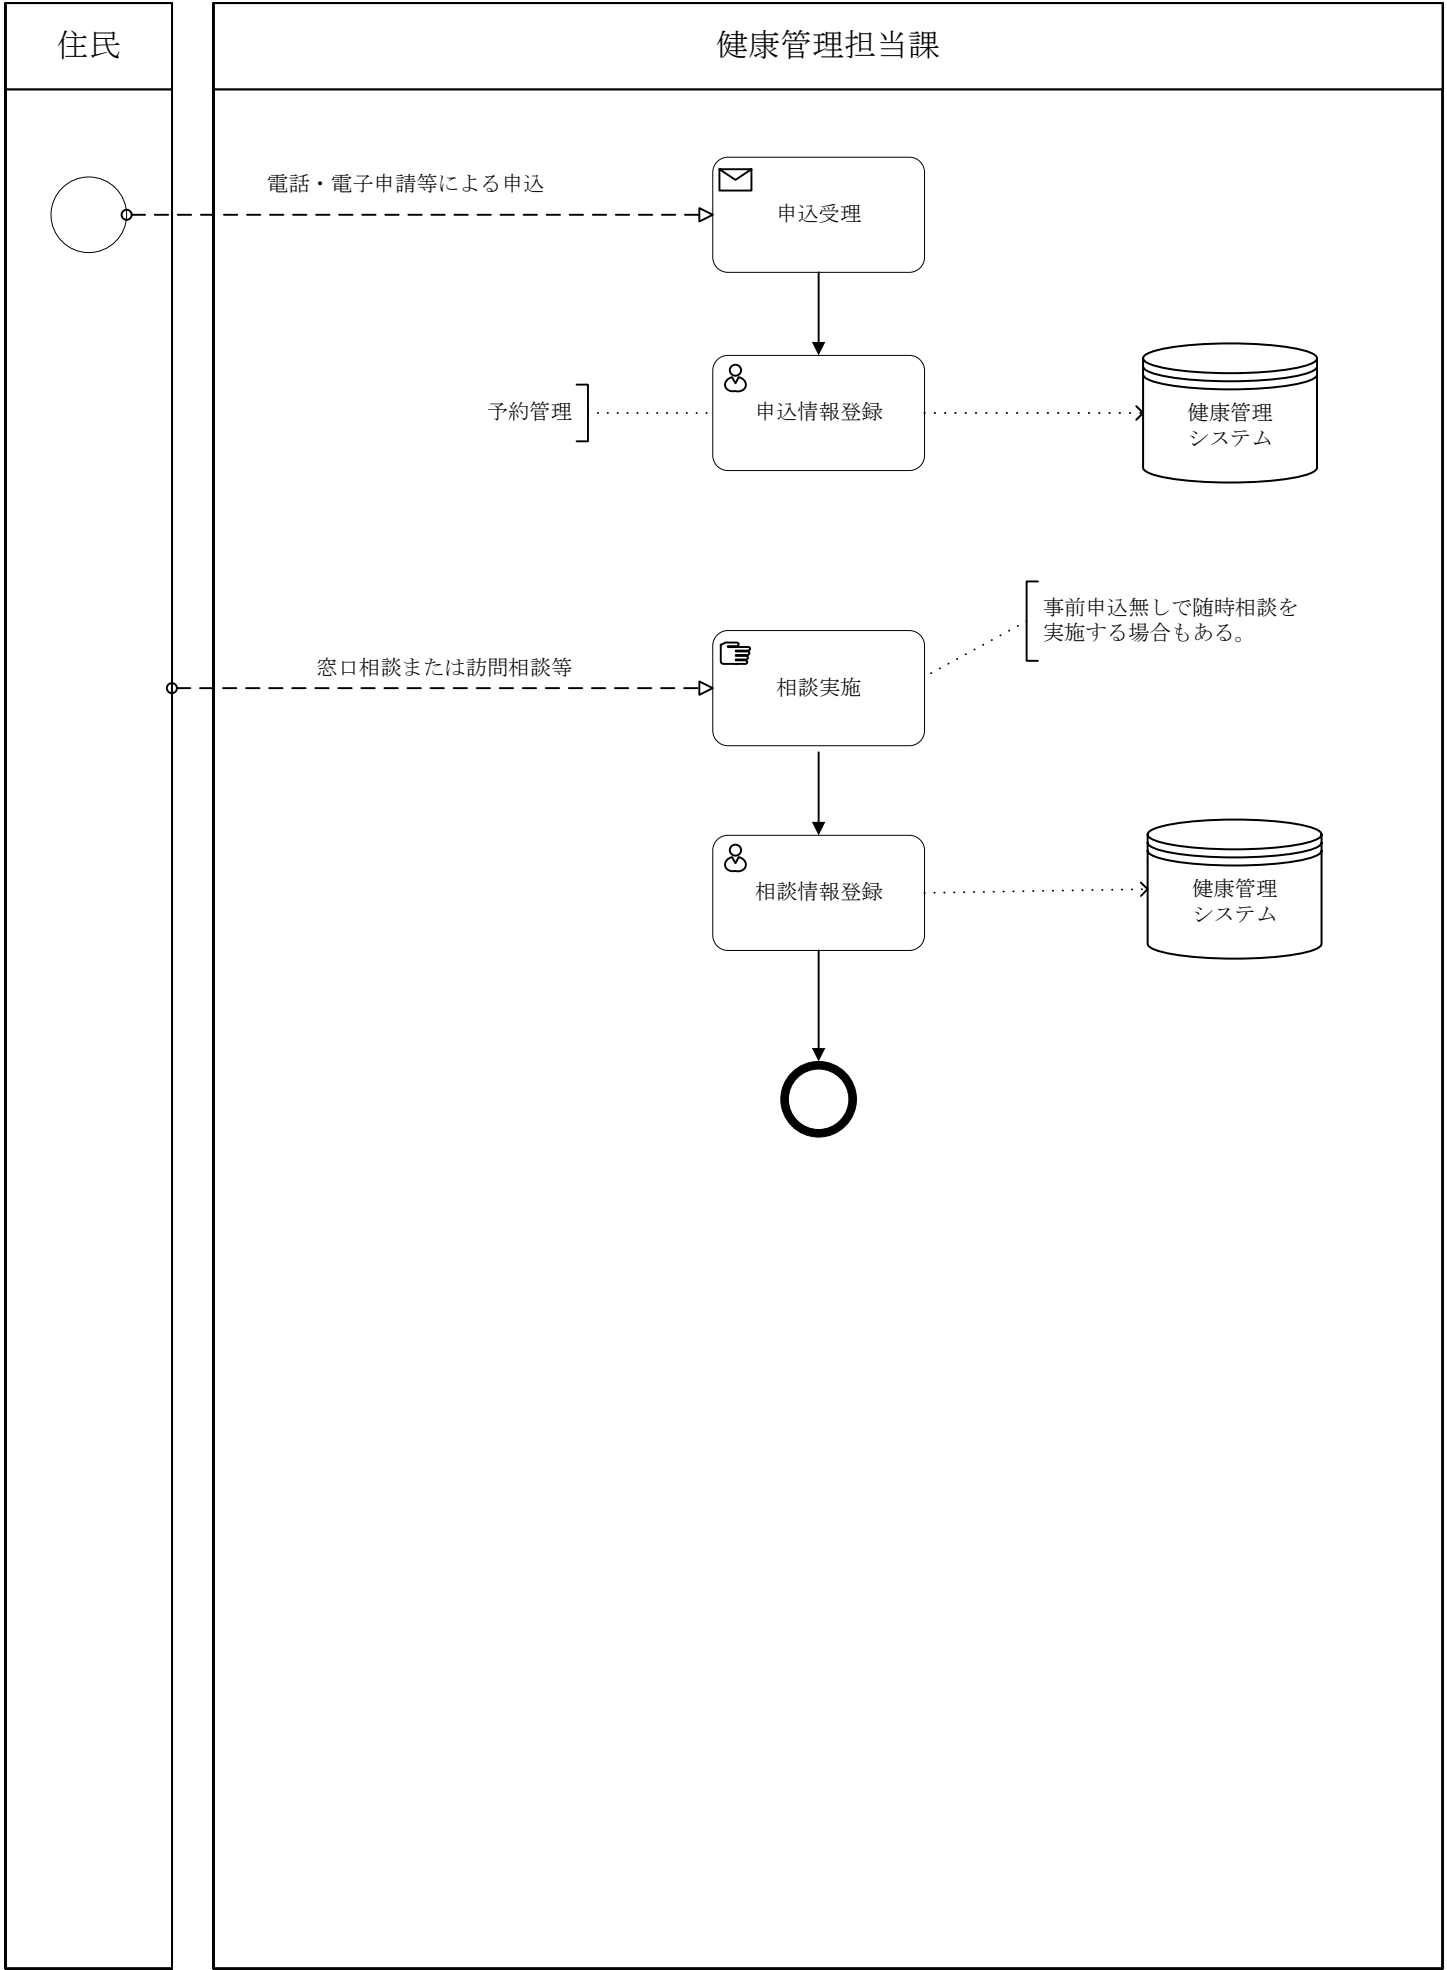 住民
健康管理担当課
電話・電子申請等による申込
申込受理
予約管理
申込情報登録
健康管理
システム
事前申込無しで随時相談を
実施する場合もある。
窓口相談または訪問相談等
相談実施
相談情報登録
健康管理
システム